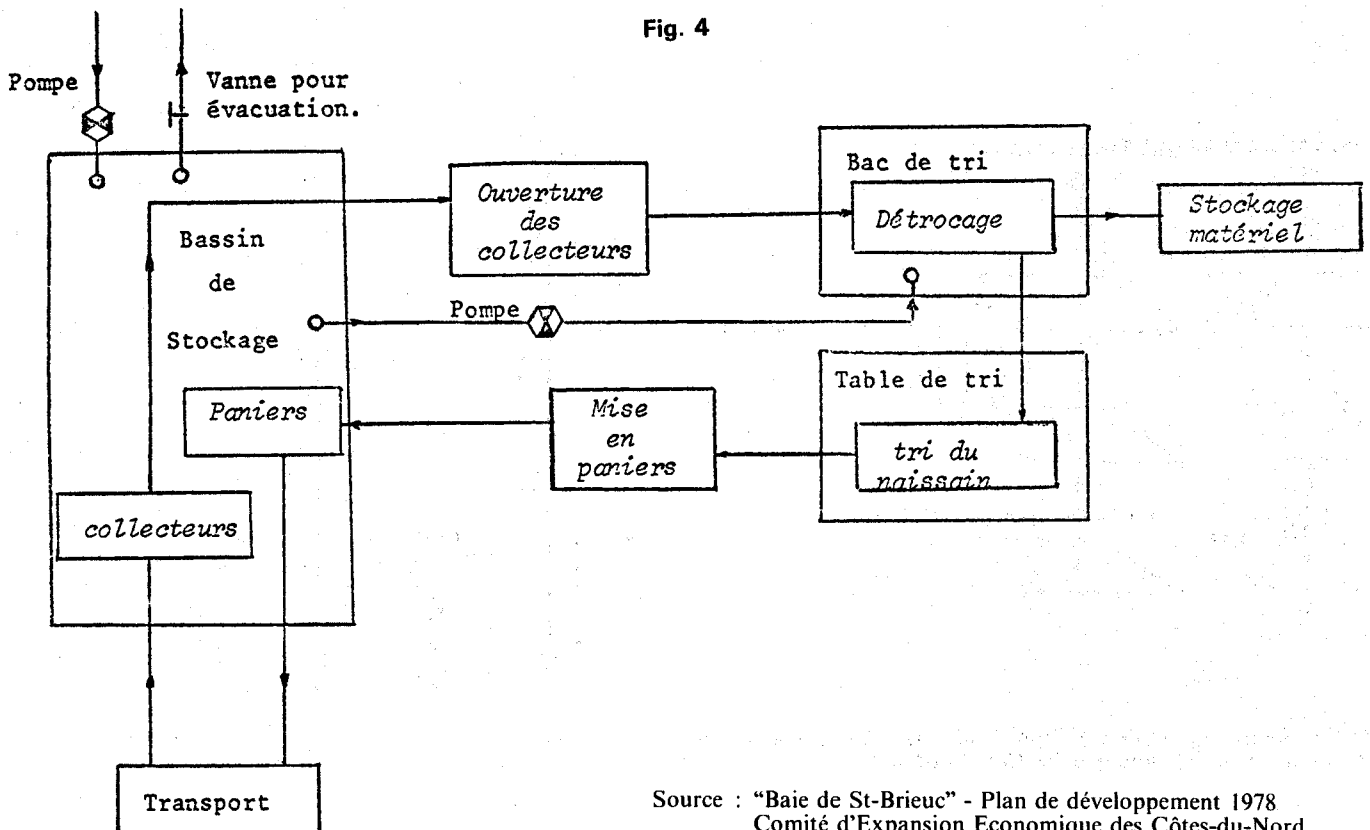 Fig. 4
Pompe
Vanne pour
évacuation.
Bassin
de
Stockage
Ouverture
des
collecteurs
Bac de tri
Détrocage
Stockage
matériel
Pompe
Table de tri
tri du
naissain
Mise
en
paniers
Paniers
collecteurs
Transport
Source : "Baie de St-Brieuc" - Plan de développement 1978
Comité d'Expansion Economique des Côtes-du-Nord